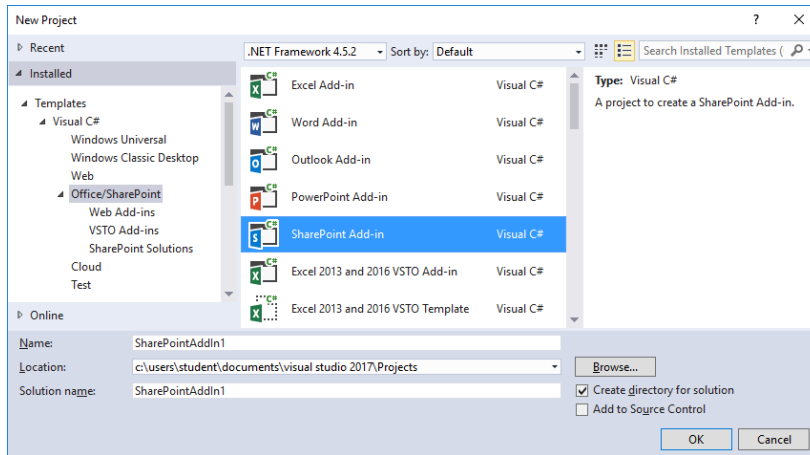 New Project
? ×
Recent
.NET Framework 4.5.2 Sort by: Default
Search Installed Templates (
Installed
Templates
Visual C#
Windows Universal
Windows Classic Desktop
Web
Office/SharePoint
Web Add-ins
VSTO Add-ins
SharePoint Solutions
Cloud
Test
Online
Excel Add-in Visual C#
Word Add-in Visual C#
Outlook Add-in Visual C#
PowerPoint Add-in Visual C#
SharePoint Add-in Visual C#
Excel 2013 and 2016 VSTO Add-in Visual C#
Excel 2013 and 2016 VSTO Template Visual C#
Type: Visual C#
A project to create a SharePoint Add-in.
Name: SharePointAddIn1
Location: c:\users\student\documents\visual studio 2017\Projects Browse...
Solution name: SharePointAddIn1
Create directory for solution
Add to Source Control
OK Cancel